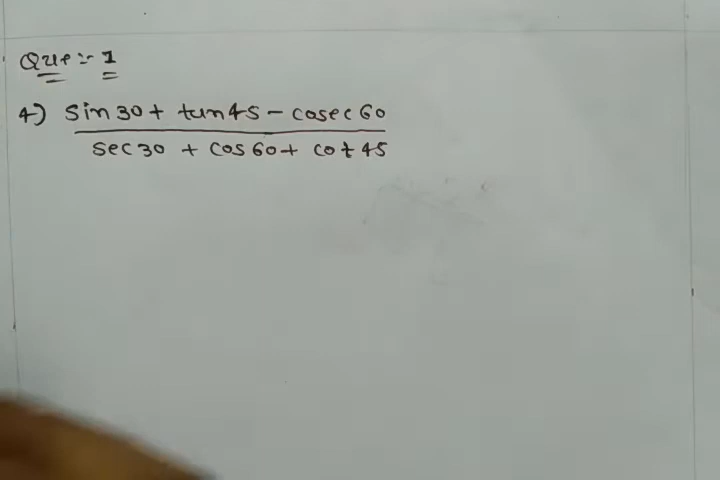 Que :- 1
4) sin 30 + tan 45 - cosec 60
sec 30 + cos 60 + cot 45